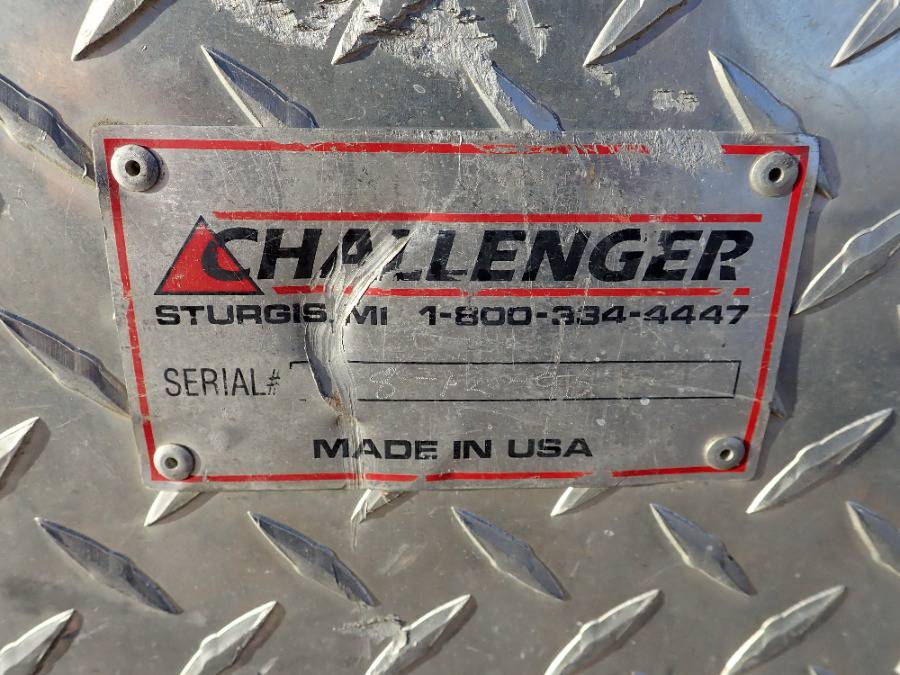 CHALLENGER
STURGIS, MI 1-800-334-4447
SERIAL#
MADE IN USA